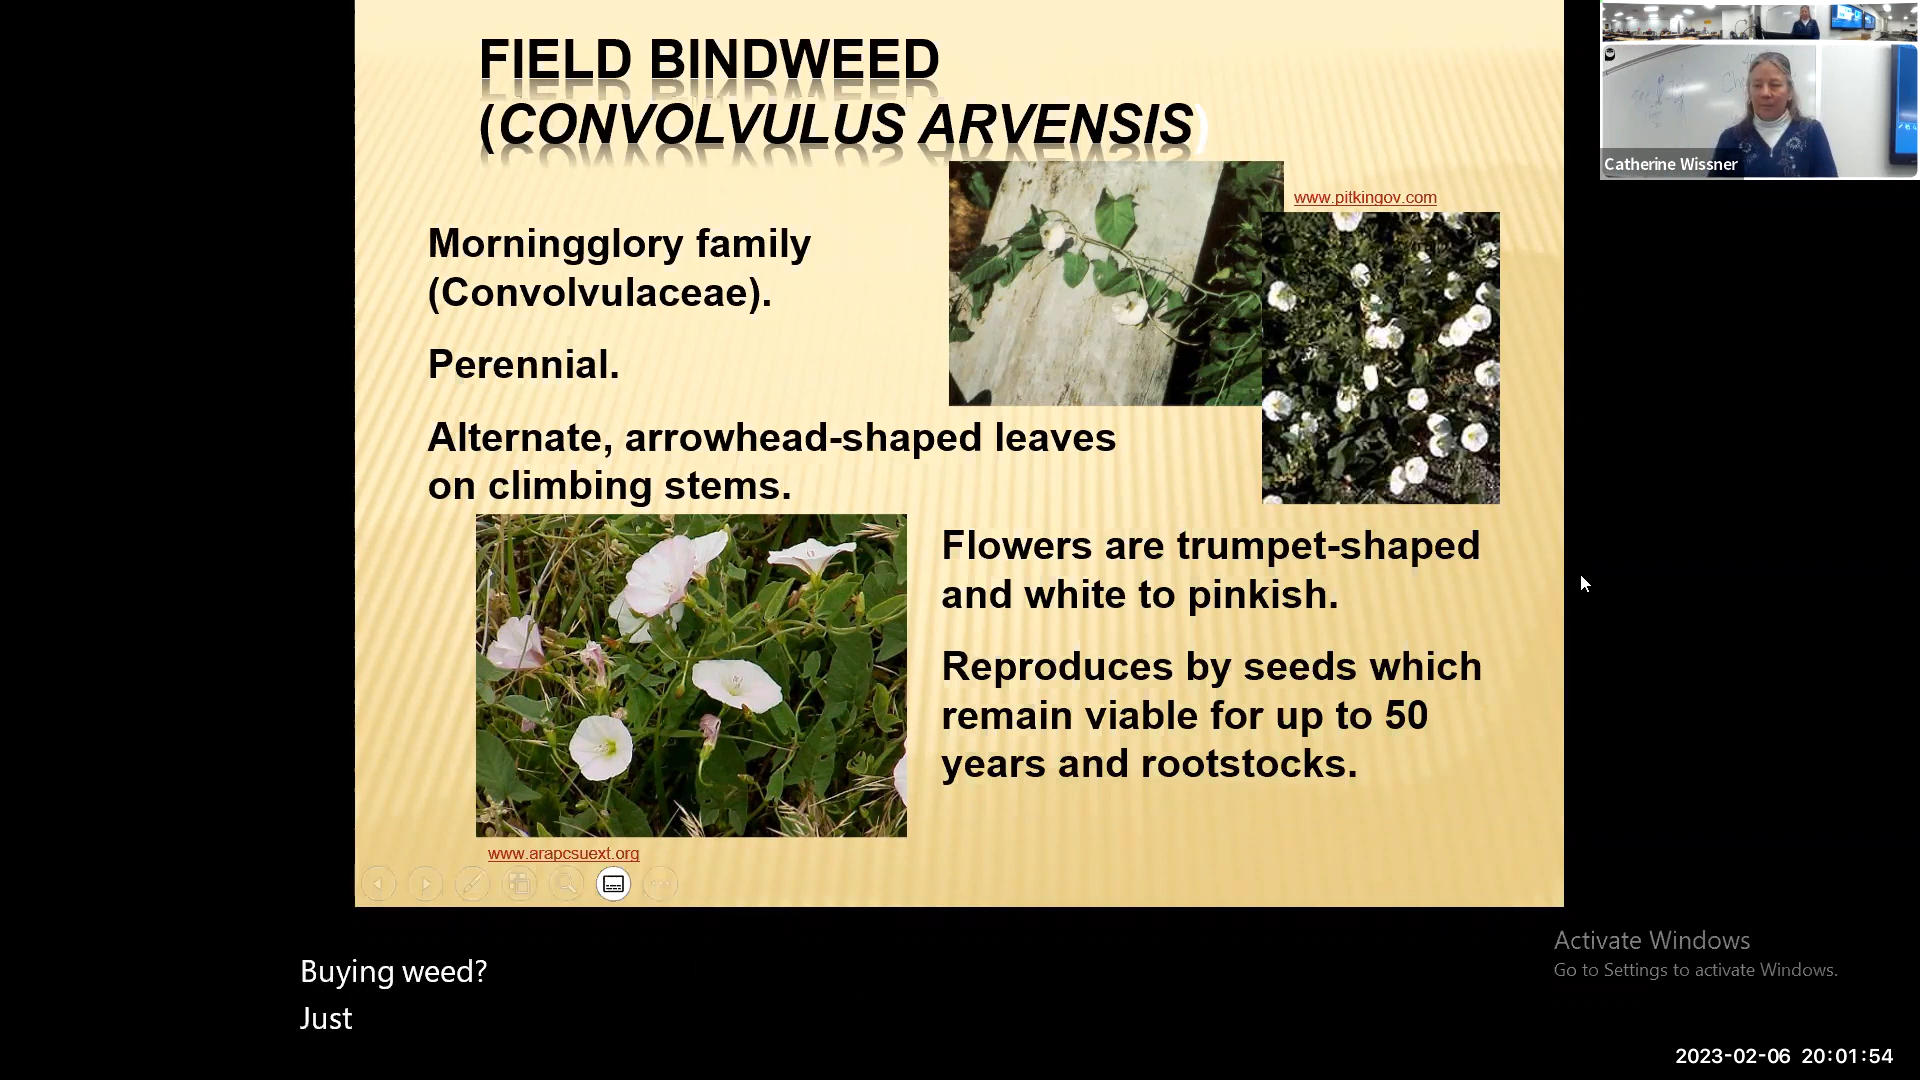 FIELD BINDWEED
(CONVOLVULUS ARVENSIS)
www.pitkingov.com
Morningglory family
(Convolvulaceae).
Perennial.
Alternate, arrowhead-shaped leaves
on climbing stems.
Flowers are trumpet-shaped
and white to pinkish.
Reproduces by seeds which
remain viable for up to 50
years and rootstocks.
www.arapcsuext.org
Catherine Wissner
Buying weed?
Just
Activate Windows
Go to Settings to activate Windows.
2023-02-06 20:01:54